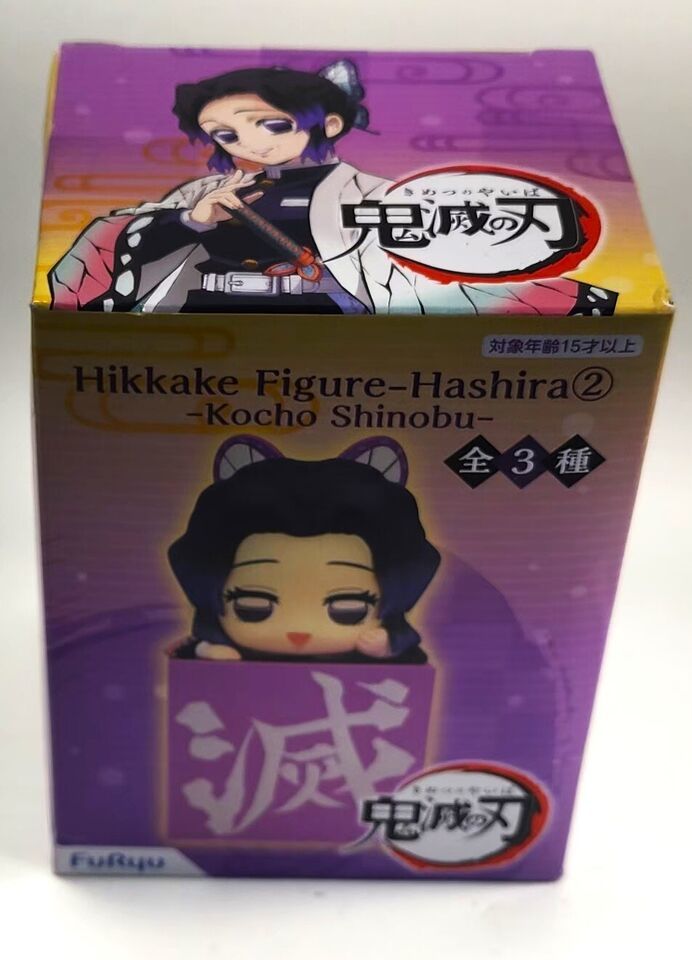 きめつのやいば
鬼滅の刃
対象年齢15才以上
Hikkake Figure-Hashira②
-Kocho Shinobu-
全3種
滅
きめつのやいば
鬼滅の刃
FuRyu